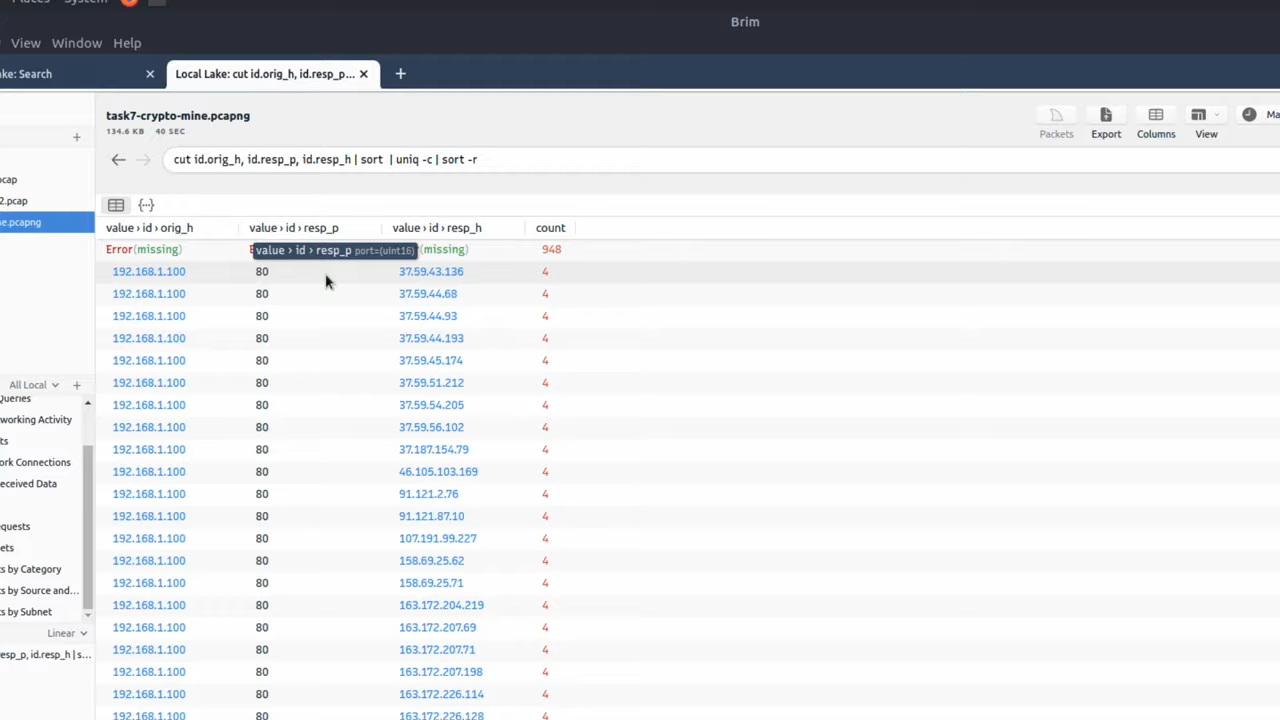 Places System
Brim
View Window Help
ke: Search ✕ Local Lake: cut id.orig_h, id.resp_p... ✕ +
task7-crypto-mine.pcapng
134.6 KB 40 SEC
Packets Export Columns View Ma
+
cut id.orig_h, id.resp_p, id.resp_h | sort | uniq -c | sort -r
cap
2.pcap
e.pcapng
{···}
value › id › orig_h value › id › resp_p value › id › resp_h count
Error(missing) value › id › resp_p port=(uint16) (missing) 948
192.168.1.100 80 37.59.43.136 4
192.168.1.100 80 37.59.44.68 4
192.168.1.100 80 37.59.44.93 4
192.168.1.100 80 37.59.44.193 4
192.168.1.100 80 37.59.45.174 4
192.168.1.100 80 37.59.51.212 4
192.168.1.100 80 37.59.54.205 4
192.168.1.100 80 37.59.56.102 4
192.168.1.100 80 37.187.154.79 4
192.168.1.100 80 46.105.103.169 4
192.168.1.100 80 91.121.2.76 4
192.168.1.100 80 91.121.87.10 4
192.168.1.100 80 107.191.99.227 4
192.168.1.100 80 158.69.25.62 4
192.168.1.100 80 158.69.25.71 4
192.168.1.100 80 163.172.204.219 4
192.168.1.100 80 163.172.207.69 4
192.168.1.100 80 163.172.207.71 4
192.168.1.100 80 163.172.207.198 4
192.168.1.100 80 163.172.226.114 4
192.168.1.100 80 163.172.226.128 4
All Local +
Queries
working Activity
ts
ork Connections
eceived Data
equests
ets
s by Category
s by Source and...
s by Subnet
Linear
esp_p, id.resp_h | s...